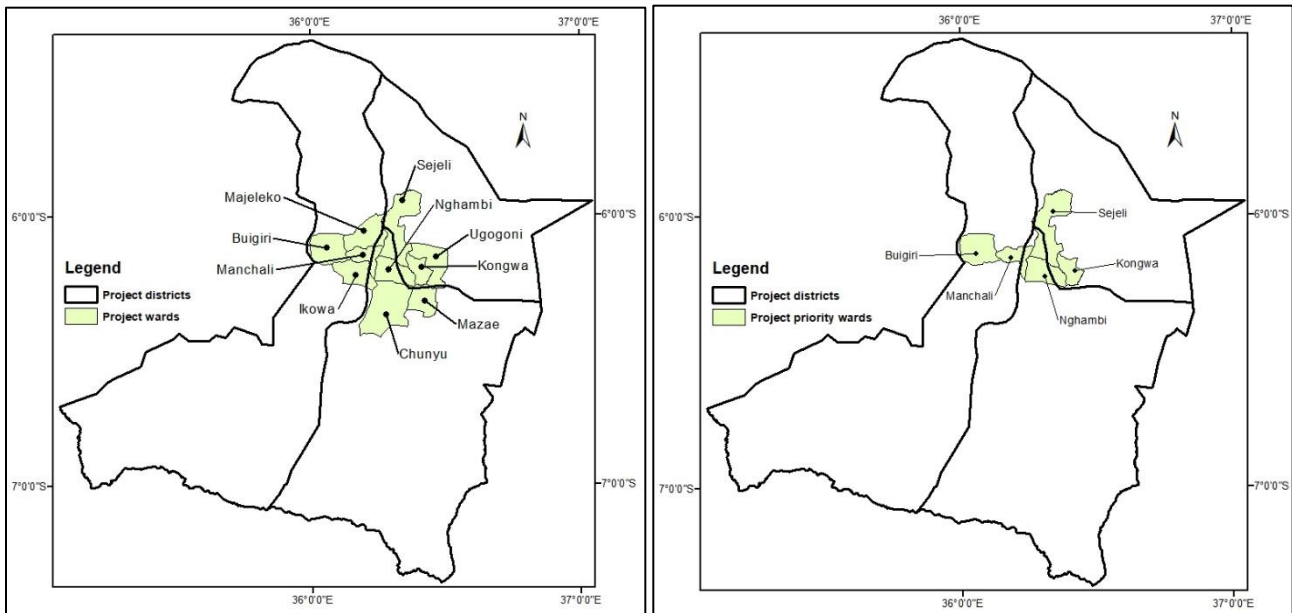 36°0'0"E
37°0'0"E
N
Sejeli
Majeleko
Nghambi
6°0'0"S
6°0'0"S
Buigiri
Ugogoni
Manchali
Kongwa
Legend
Project districts
Project wards
Ikowa
Mazae
Chunyu
7°0'0"S
7°0'0"S
36°0'0"E
37°0'0"E
36°0'0"E
37°0'0"E
N
6°0'0"S
6°0'0"S
Sejeli
Buigiri
Kongwa
Manchali
Nghambi
Legend
Project districts
Project priority wards
7°0'0"S
7°0'0"S
36°0'0"E
37°0'0"E